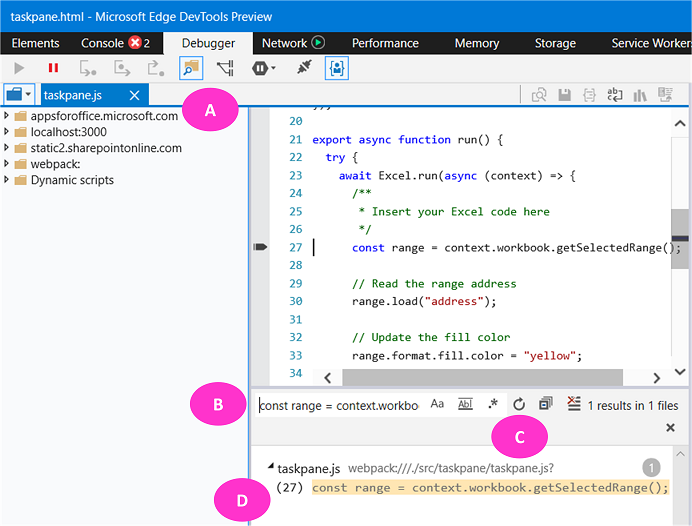 taskpane.html - Microsoft Edge DevTools Preview
Elements Console 2 Debugger Network Performance Memory Storage Service Worker
taskpane.js
A
appsforoffice.microsoft.com
localhost:3000
static2.sharepointonline.com
webpack:
Dynamic scripts
20
21 export async function run() {
22 try {
23 await Excel.run(async (context) => {
24 /**
25 * Insert your Excel code here
26 */
27 const range = context.workbook.getSelectedRange();
28
29 // Read the range address
30 range.load("address");
31
32 // Update the fill color
33 range.format.fill.color = "yellow";
34
B
const range = context.workbo Aa Ab| .* 1 results in 1 files
C
taskpane.js webpack:///./src/taskpane/taskpane.js? 1
D
(27) const range = context.workbook.getSelectedRange();